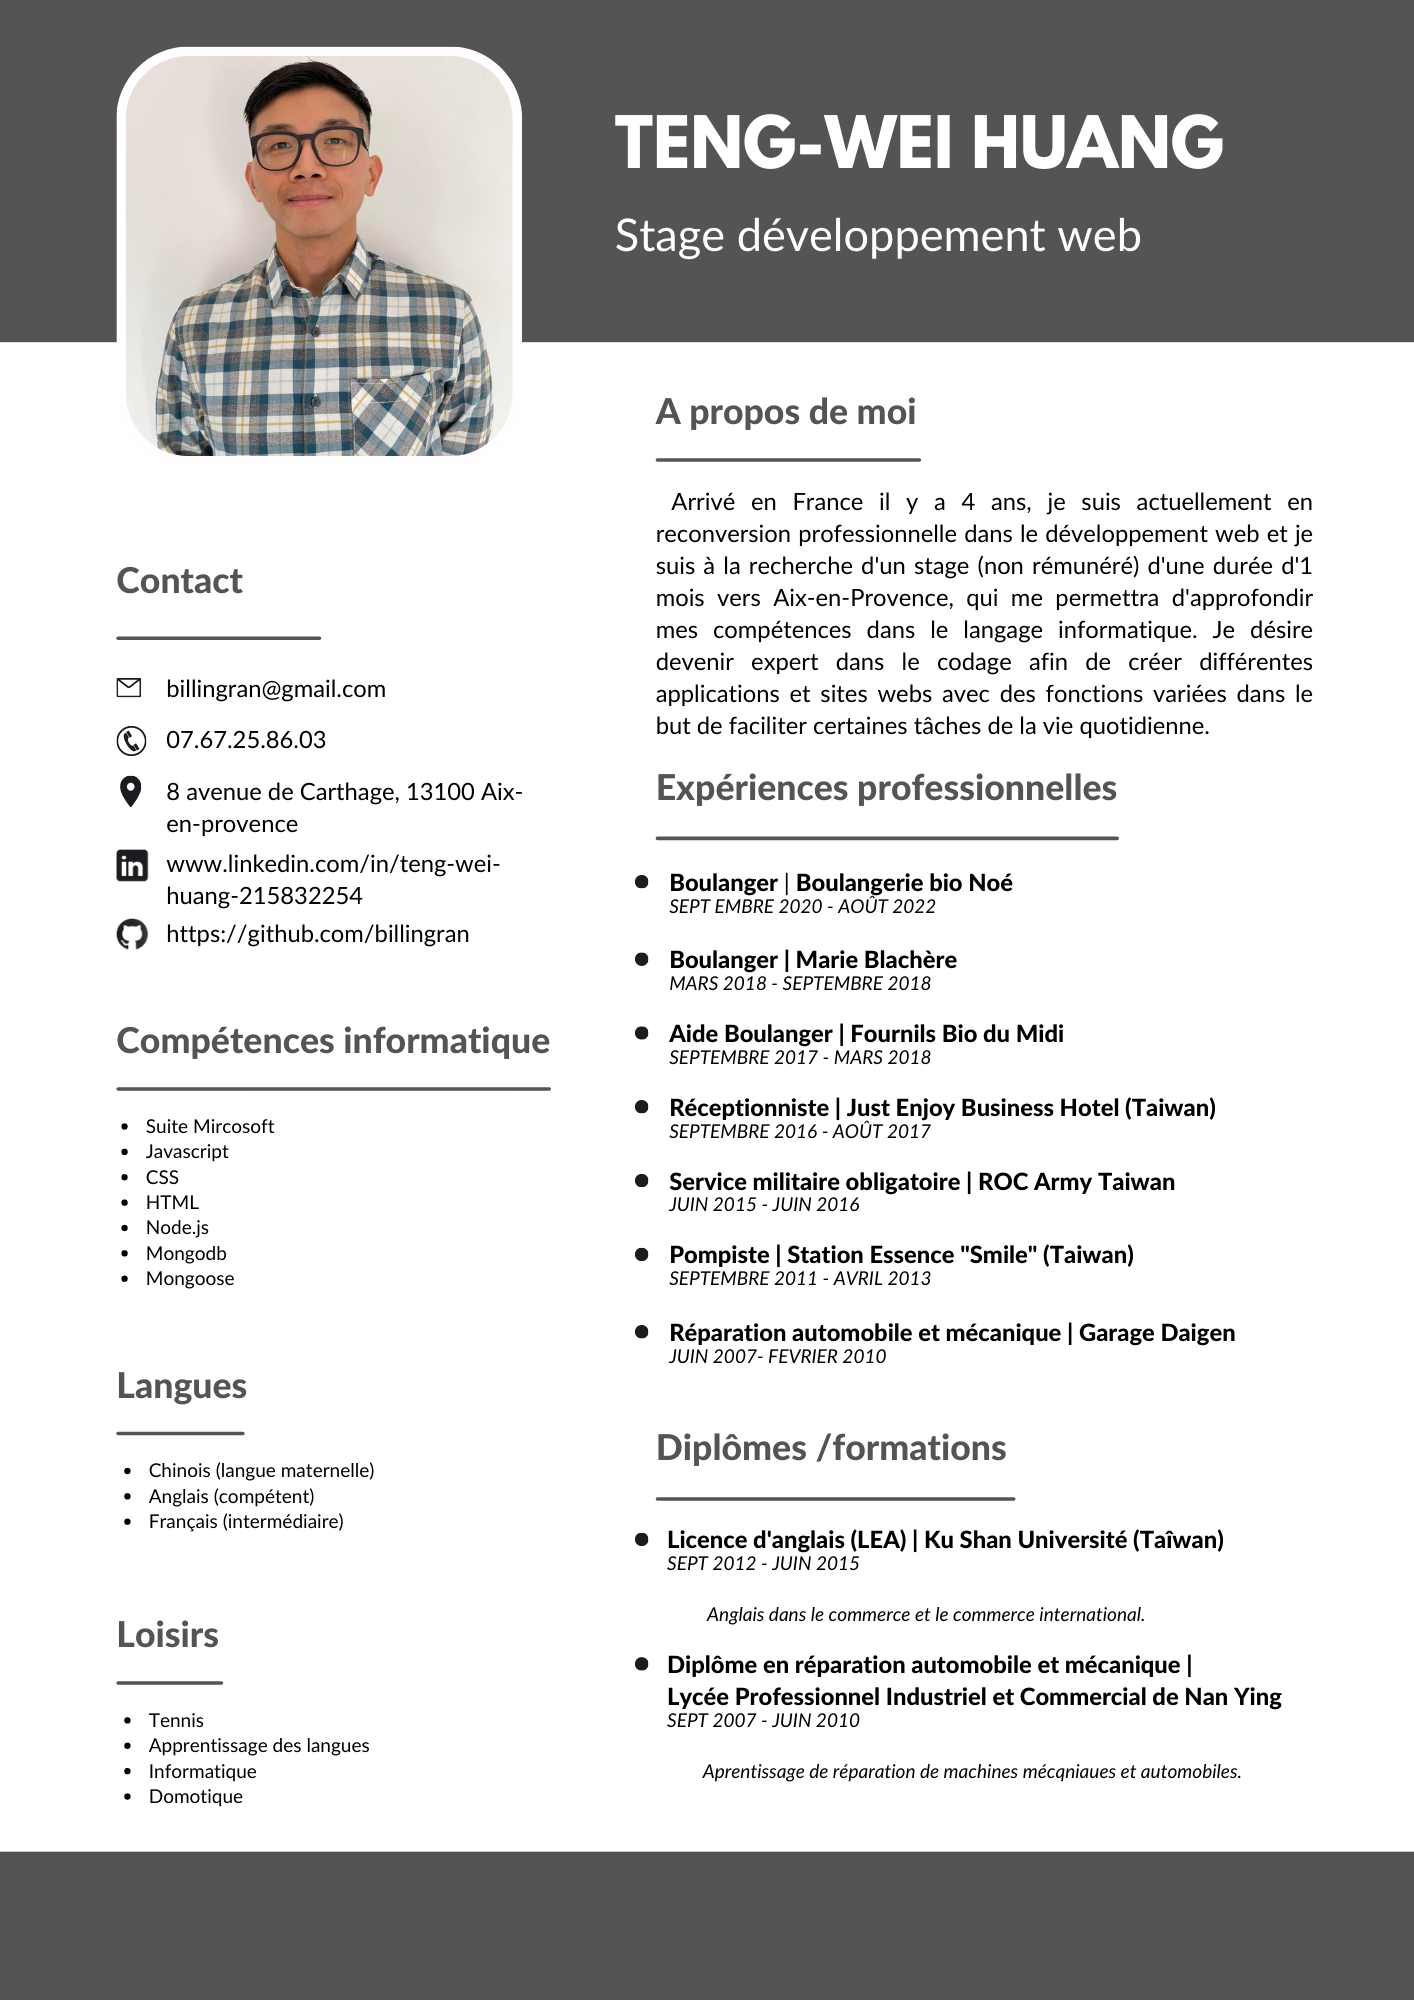 TENG-WEI HUANG
Stage développement web
Contact
billingran@gmail.com
07.67.25.86.03
8 avenue de Carthage, 13100 Aix-
en-provence
in
www.linkedin.com/in/teng-wei-
huang-215832254
https://github.com/billingran
Compétences informatique
Suite Mircosoft
Javascript
CSS
HTML
Node.js
Mongodb
Mongoose
Langues
Chinois (langue maternelle)
Anglais (compétent)
Français (intermédiaire)
Loisirs
Tennis
Apprentissage des langues
Informatique
Domotique
A propos de moi
Arrivé en France il y a 4 ans, je suis actuellement en
reconversion professionnelle dans le développement web et je
suis à la recherche d'un stage (non rémunéré) d'une durée d'1
mois vers Aix-en-Provence, qui me permettra d'approfondir
mes compétences dans le langage informatique. Je désire
devenir expert dans le codage afin de créer différentes
applications et sites webs avec des fonctions variées dans le
but de faciliter certaines tâches de la vie quotidienne.
Expériences professionnelles
Boulanger | Boulangerie bio Noé
SEPT EMBRE 2020 - AOÛT 2022
Boulanger | Marie Blachère
MARS 2018 - SEPTEMBRE 2018
Aide Boulanger | Fournils Bio du Midi
SEPTEMBRE 2017 - MARS 2018
Réceptionniste | Just Enjoy Business Hotel (Taiwan)
SEPTEMBRE 2016 - AOÛT 2017
Service militaire obligatoire | ROC Army Taiwan
JUIN 2015 - JUIN 2016
Pompiste | Station Essence "Smile" (Taiwan)
SEPTEMBRE 2011 - AVRIL 2013
Réparation automobile et mécanique | Garage Daigen
JUIN 2007- FEVRIER 2010
Diplômes /formations
Licence d'anglais (LEA) | Ku Shan Université (Taîwan)
SEPT 2012 - JUIN 2015
Anglais dans le commerce et le commerce international.
Diplôme en réparation automobile et mécanique |
Lycée Professionnel Industriel et Commercial de Nan Ying
SEPT 2007 - JUIN 2010
Aprentissage de réparation de machines mécqniaues et automobiles.